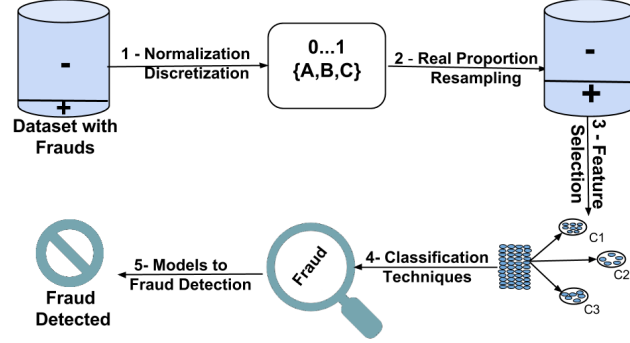 -
+
Dataset with
Frauds
1 - Normalization
Discretization
0...1
{A,B,C}
2 - Real Proportion
Resampling
-
+
3 - Feature
Selection
C1
C2
C3
4- Classification
Techniques
Fraud
5- Models to
Fraud Detection
Fraud
Detected